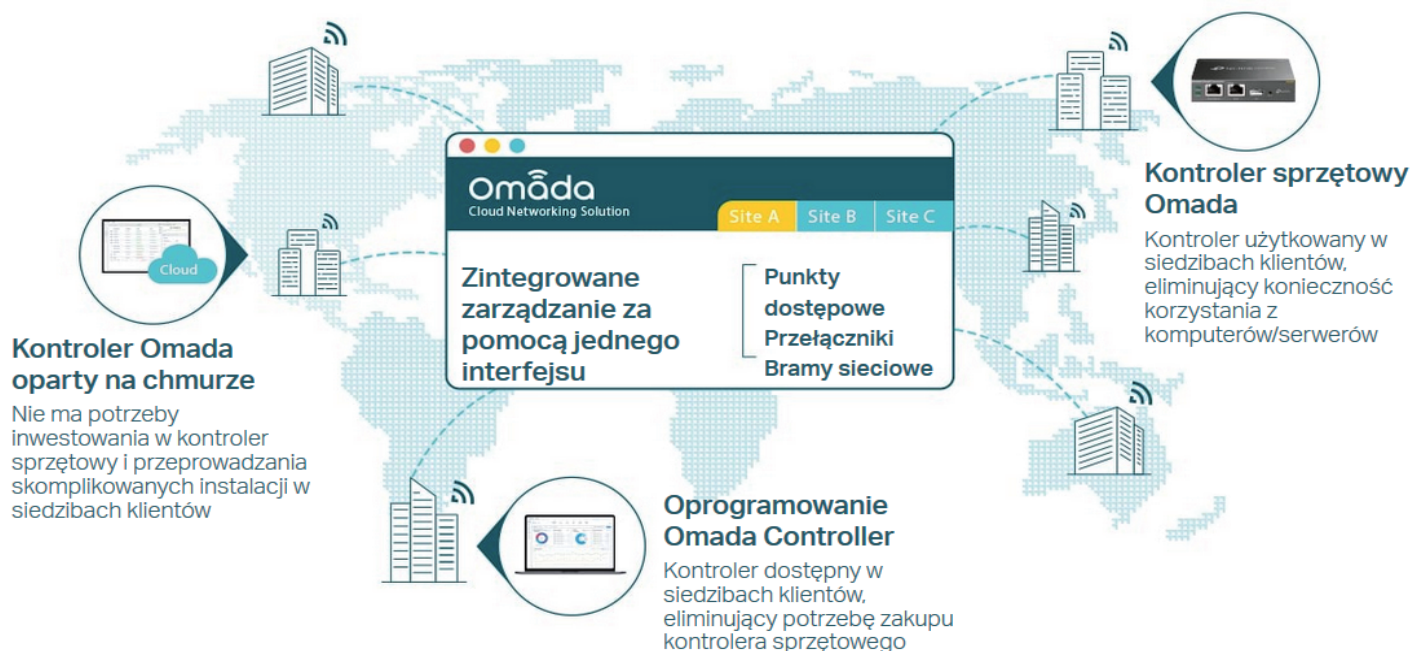 Omada
Cloud Networking Solution
Site A
Site B
Site C
Zintegrowane
zarządzanie za
pomocą jednego
interfejsu
Punkty
dostępowe
Przełączniki
Bramy sieciowe
Kontroler sprzętowy
Omada
Kontroler użytkowany w
siedzibach klientów,
eliminujący konieczność
korzystania z
komputerów/serwerów
Cloud
Kontroler Omada
oparty na chmurze
Nie ma potrzeby
inwestowania w kontroler
sprzętowy i przeprowadzania
skomplikowanych instalacji w
siedzibach klientów
Oprogramowanie
Omada Controller
Kontroler dostępny w
siedzibach klientów,
eliminujący potrzebę zakupu
kontrolera sprzętowego